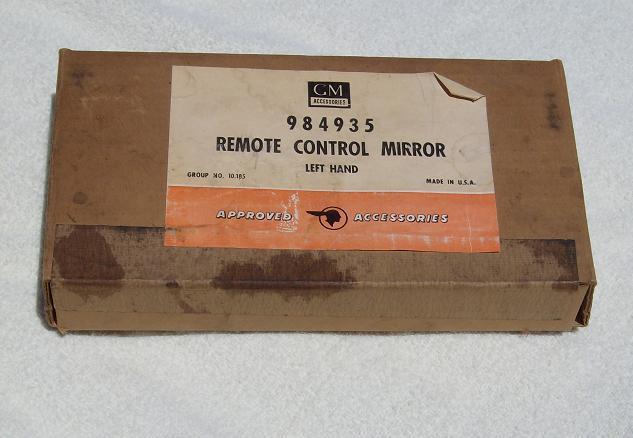 GM
ACCESSORIES
984935
REMOTE CONTROL MIRROR
LEFT HAND
GROUP NO. 10.185
MADE IN U.S.A.
APPROVED ACCESSORIES